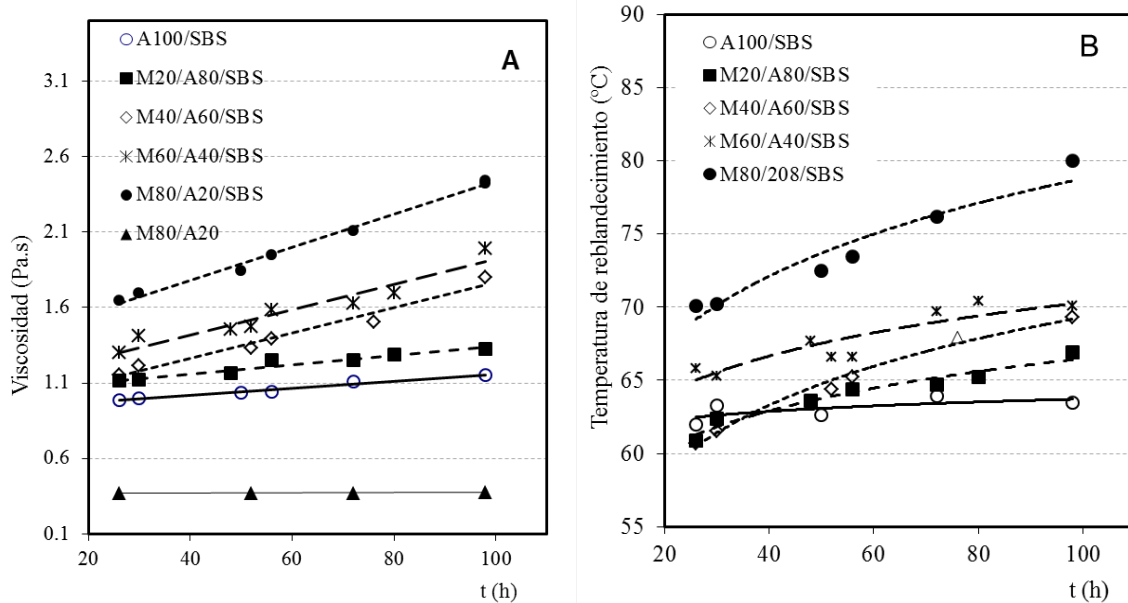 A
A100/SBS
M20/A80/SBS
M40/A60/SBS
M60/A40/SBS
M80/A20/SBS
M80/A20
Viscosidad (Pa.s)
3.1
2.6
2.1
1.6
1.1
0.6
0.1
20 40 60 80 100
t (h)
B
A100/SBS
M20/A80/SBS
M40/A60/SBS
M60/A40/SBS
M80/208/SBS
Temperatura de reblandecimiento (°C)
90
85
80
75
70
65
60
55
20 40 60 80 100
t (h)